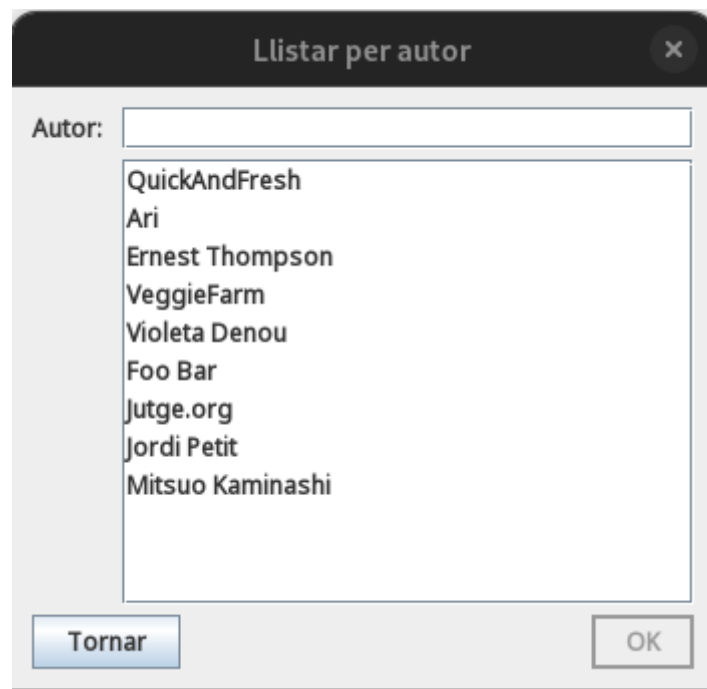 Llistar per autor
Autor:
QuickAndFresh
Ari
Ernest Thompson
VeggieFarm
Violeta Denou
Foo Bar
Jutge.org
Jordi Petit
Mitsuo Kaminashi
Tornar
OK